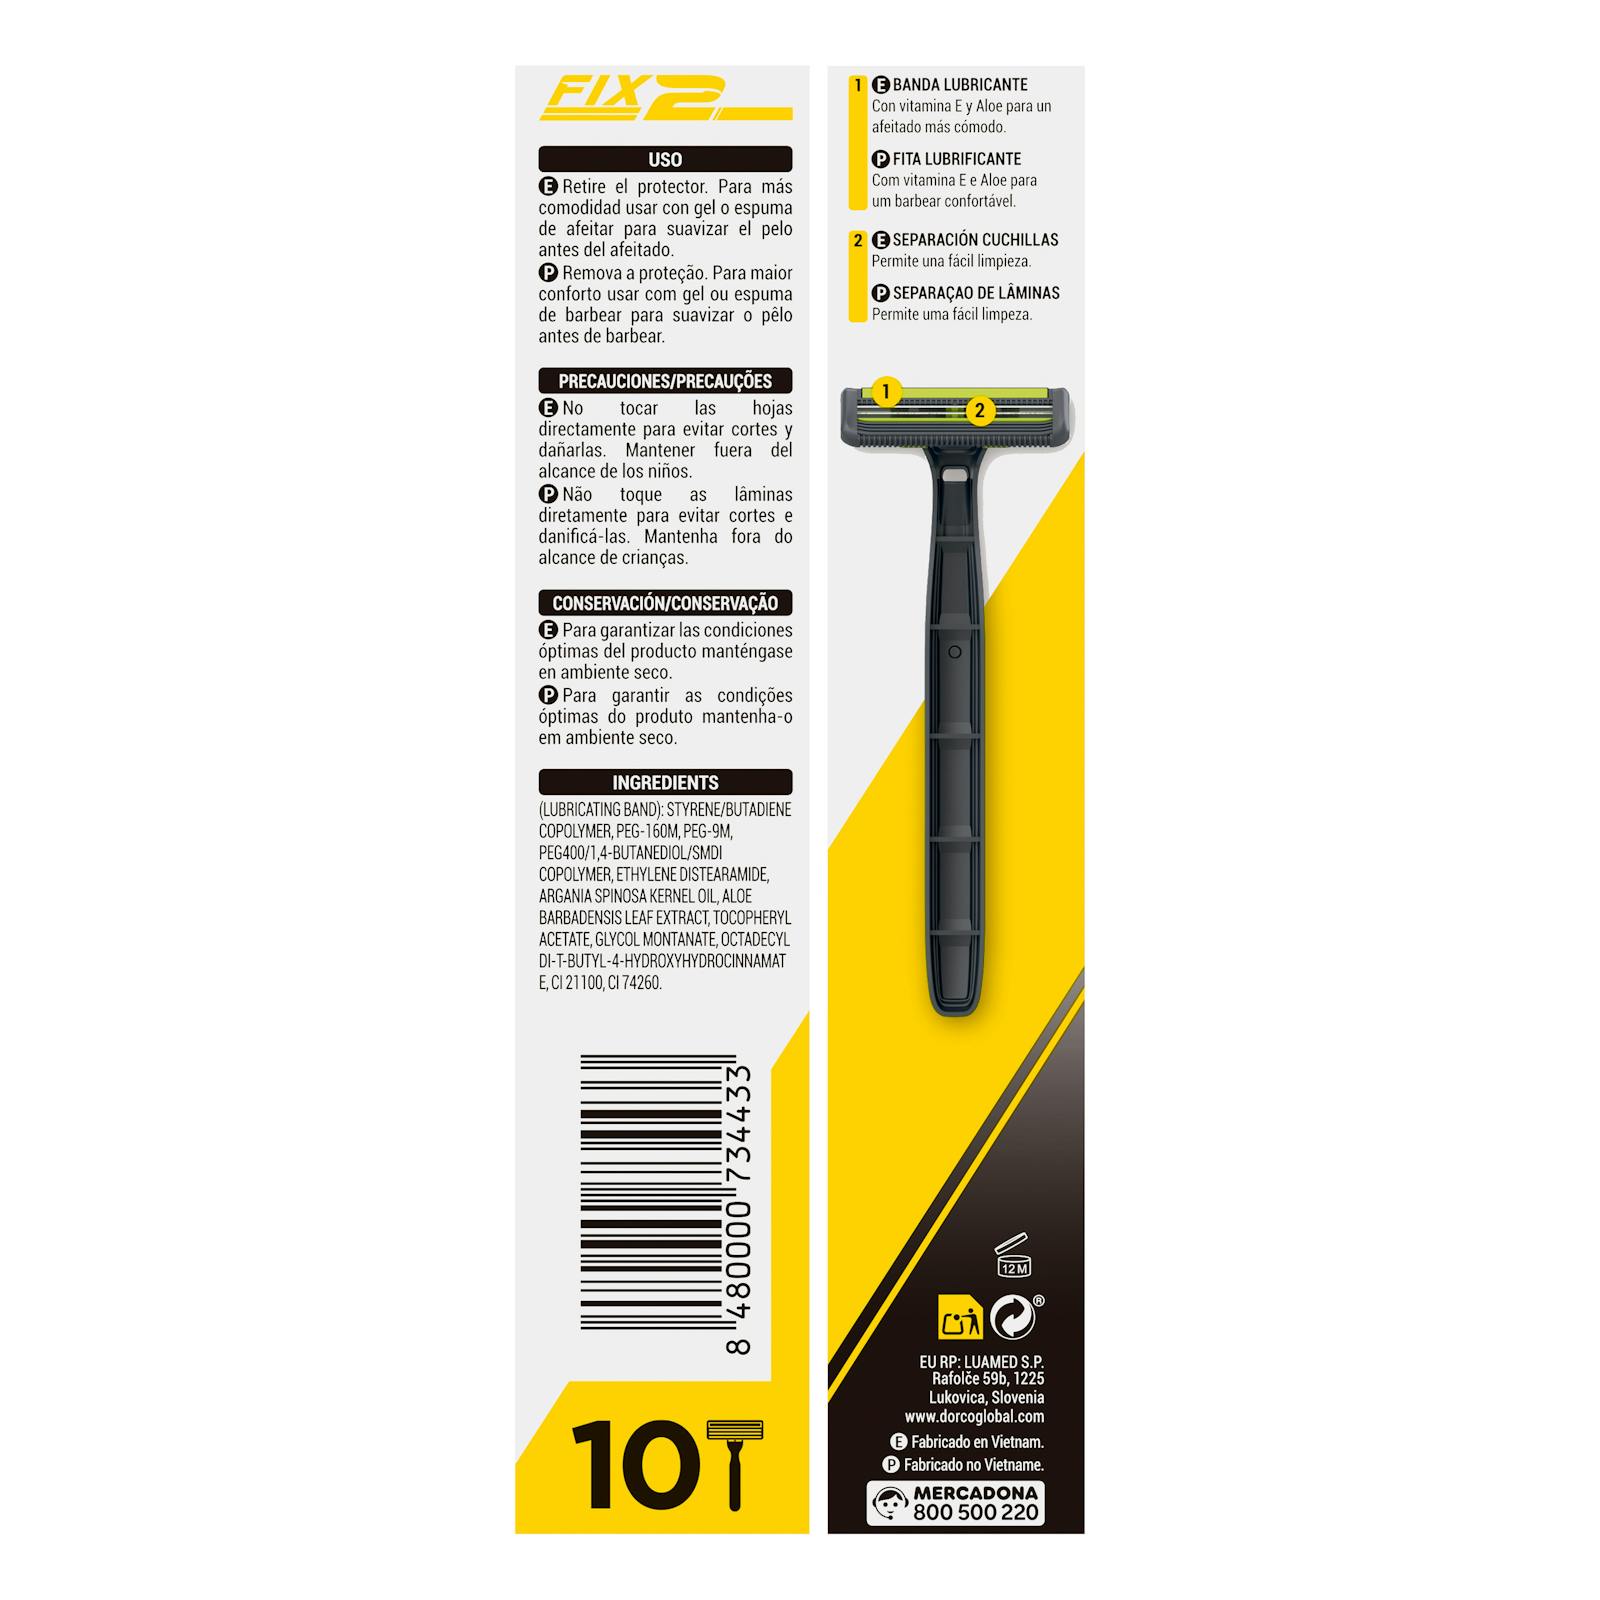 FIX2
USO
E Retire el protector. Para más
comodidad usar con gel o espuma
de afeitar para suavizar el pelo
antes del afeitado.
P Remova a proteção. Para maior
conforto usar com gel ou espuma
de barbear para suavizar o pêlo
antes de barbear.
PRECAUCIONES/PRECAUÇÕES
E No tocar las hojas
directamente para evitar cortes y
dañarlas. Mantener fuera del
alcance de los niños.
P Não toque as lâminas
diretamente para evitar cortes e
danificá-las. Mantenha fora do
alcance de crianças.
CONSERVACIÓN/CONSERVAÇÃO
E Para garantizar las condiciones
óptimas del producto manténgase
en ambiente seco.
P Para garantir as condições
óptimas do produto mantenha-o
em ambiente seco.
INGREDIENTS
(LUBRICATING BAND): STYRENE/BUTADIENE
COPOLYMER, PEG-160M, PEG-9M,
PEG400/1,4-BUTANEDIOL/SMDI
COPOLYMER, ETHYLENE DISTEARAMIDE,
ARGANIA SPINOSA KERNEL OIL, ALOE
BARBADENSIS LEAF EXTRACT, TOCOPHERYL
ACETATE, GLYCOL MONTANATE, OCTADECYL
DI-T-BUTYL-4-HYDROXYHYDROCINNAMAT
E, CI 21100, CI 74260.
8 480000 734433
10
1 E BANDA LUBRICANTE
Con vitamina E y Aloe para un
afeitado más cómodo.
P FITA LUBRIFICANTE
Com vitamina E e Aloe para
um barbear confortável.
2 E SEPARACIÓN CUCHILLAS
Permite una fácil limpieza.
P SEPARAÇAO DE LÂMINAS
Permite uma fácil limpeza.
1
2
12 M
®
EU RP: LUAMED S.P.
Rafolče 59b, 1225
Lukovica, Slovenia
www.dorcoglobal.com
E Fabricado en Vietnam.
P Fabricado no Vietname.
MERCADONA
800 500 220